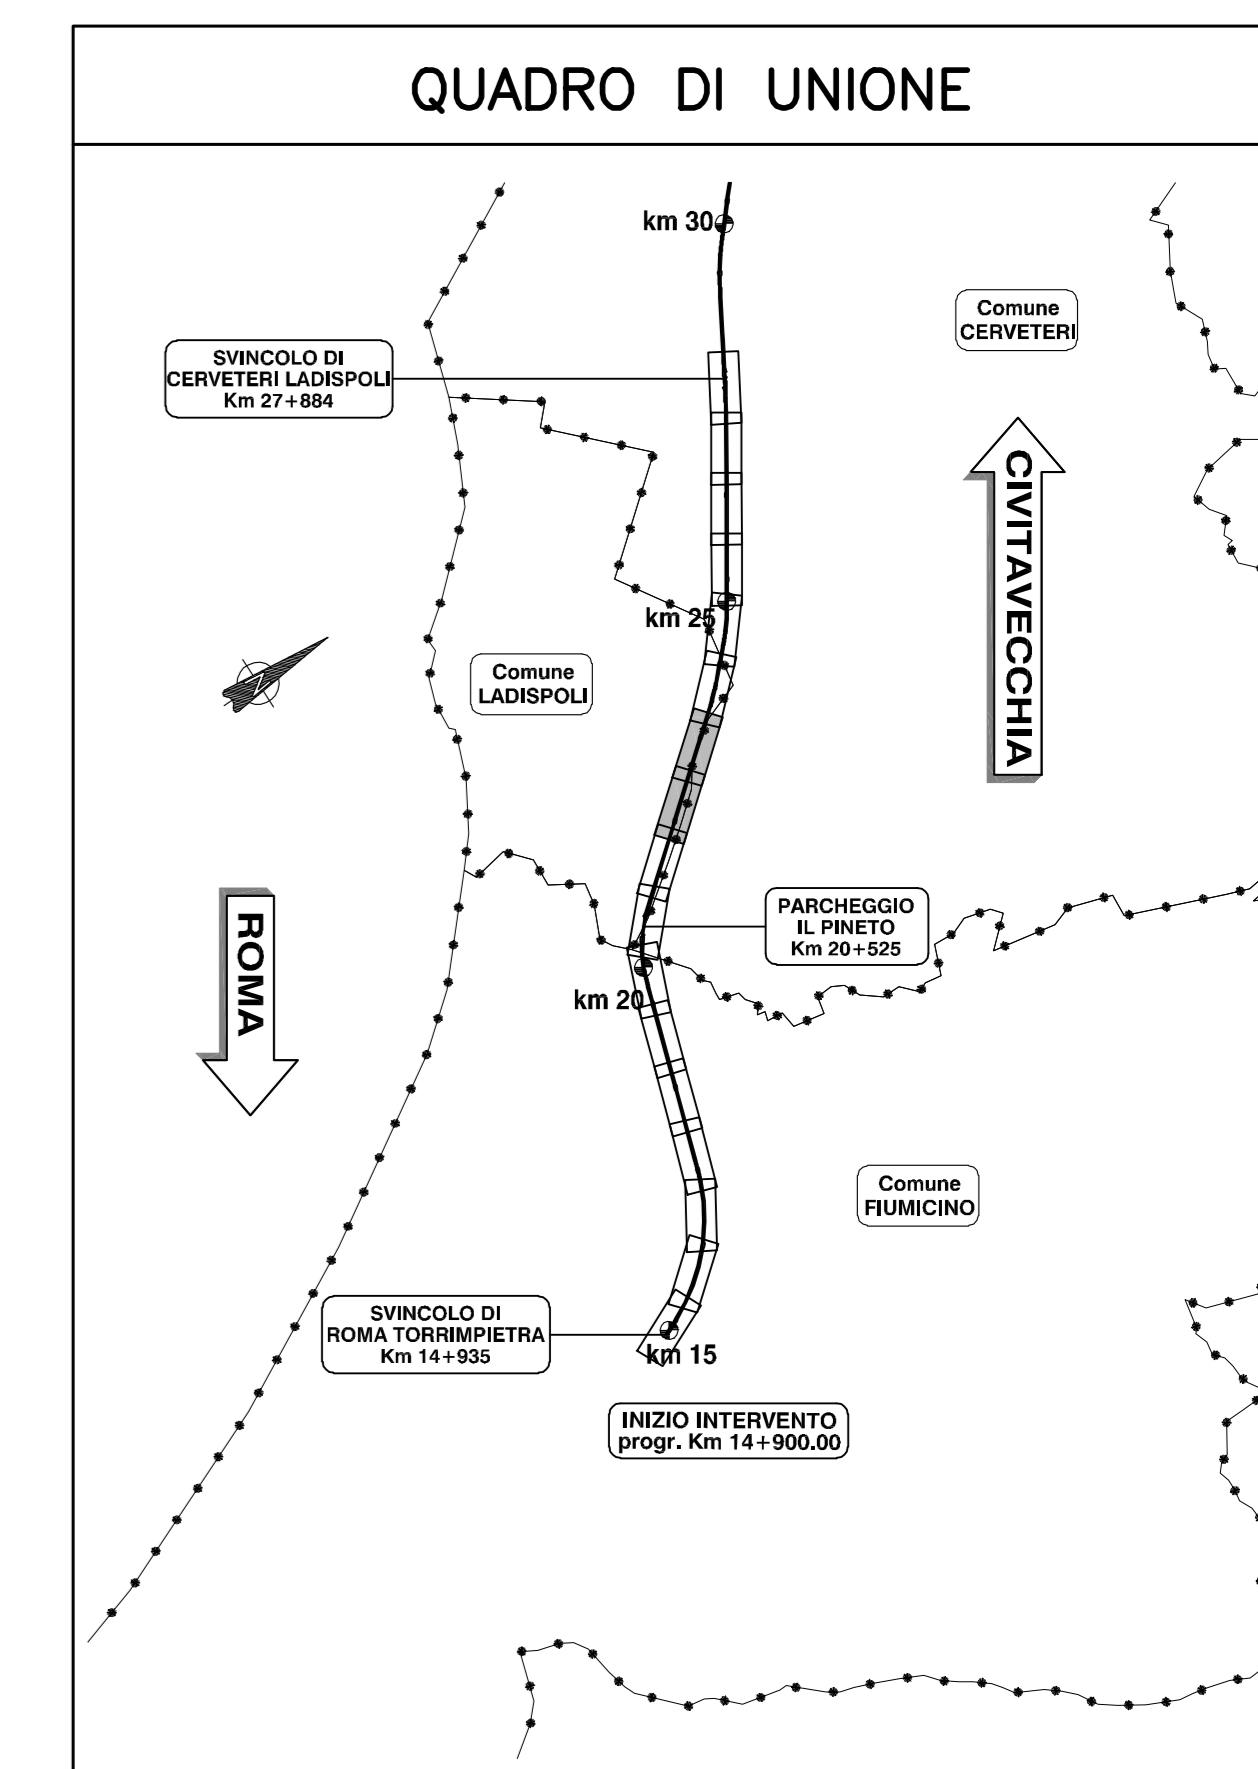 QUADRO DI UNIONE
km 30
Comune
CERVETERI
SVINCOLO DI
CERVETERI LADISPOLI
Km 27+884
CIVITAVECCHIA
km 25
Comune
LADISPOLI
N
PARCHEGGIO
IL PINETO
Km 20+525
ROMA
km 20
Comune
FIUMICINO
SVINCOLO DI
ROMA TORRIMPIETRA
Km 14+935
km 15
INIZIO INTERVENTO
progr. Km 14+900.00